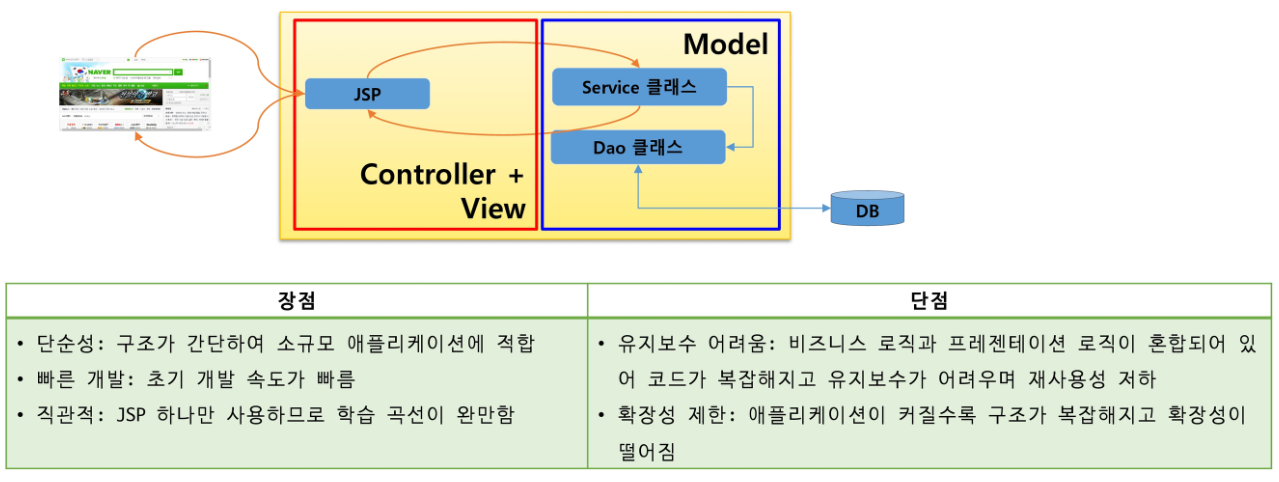 Model
NAVER
JSP
Service 클래스
Dao 클래스
Controller +
View
DB
장점
단점
• 단순성: 구조가 간단하여 소규모 애플리케이션에 적합
• 빠른 개발: 초기 개발 속도가 빠름
• 직관적: JSP 하나만 사용하므로 학습 곡선이 완만함
• 유지보수 어려움: 비즈니스 로직과 프레젠테이션 로직이 혼합되어 있
어 코드가 복잡해지고 유지보수가 어려우며 재사용성 저하
• 확장성 제한: 애플리케이션이 커질수록 구조가 복잡해지고 확장성이
떨어짐